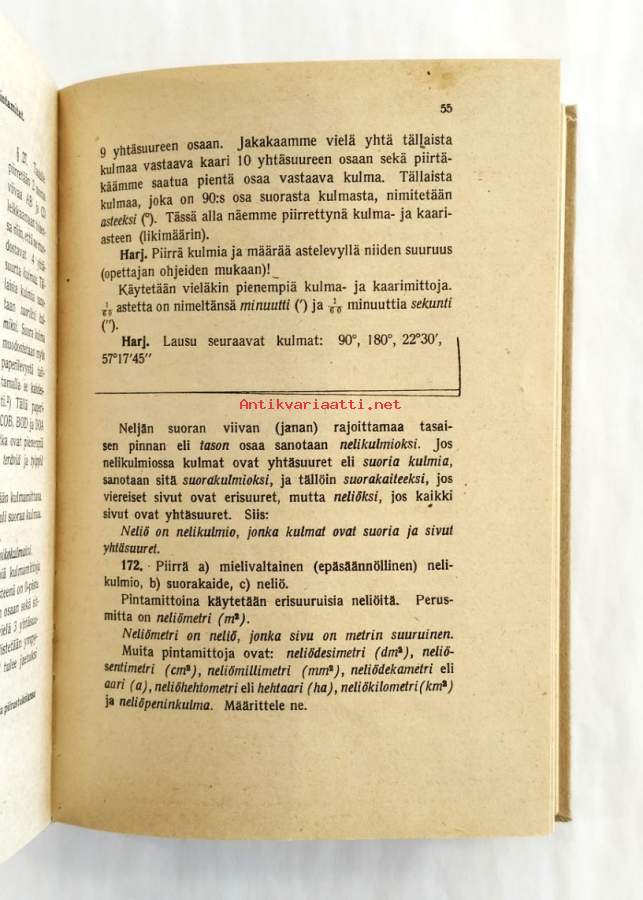 55
9 yhtäsuureen osaan. Jakakaamme vielä yhtä tällaista
kulmaa vastaava kaari 10 yhtäsuureen osaan sekä piirtä-
käämme saatua pientä osaa vastaava kulma. Tällaista
kulmaa, joka on 90:s osa suorasta kulmasta, nimitetään
asteeksi (°). Tässä alla näemme piirrettynä kulma- ja kaari-
asteen (likimäärin).
Harj. Piirrä kulmia ja määrää astelevyllä niiden suuruus
(opettajan ohjeiden mukaan)!
Käytetään vieläkin pienempiä kulma- ja kaarimittoja.
1/60 astetta on nimeltänsä minuutti (′) ja 1/60 minuuttia sekunti
(″).
Harj. Lausu seuraavat kulmat: 90°, 180°, 22°30′,
57°17′45″
Antikvariaatti.net
Neljän suoran viivan (janan) rajoittamaa tasai-
sen pinnan eli tason osaa sanotaan nelikulmioksi. Jos
nelikulmiossa kulmat ovat yhtäsuuret eli suoria kulmia,
sanotaan sitä suorakulmioksi, ja tällöin suorakaiteeksi, jos
viereiset sivut ovat erisuuret, mutta neliöksi, jos kaikki
sivut ovat yhtäsuuret. Siis:
Neliö on nelikulmio, jonka kulmat ovat suoria ja sivut
yhtäsuuret.
172. Piirrä a) mielivaltainen (epäsäännöllinen) neli-
kulmio, b) suorakaide, c) neliö.
Pintamittoina käytetään erisuuruisia neliöitä. Perus-
mitta on neliömetri (m²).
Neliömetri on neliö, jonka sivu on metrin suuruinen.
Muita pintamittoja ovat: neliödesimetri (dm²), neliö-
sentimetri (cm²), neliömillimetri (mm²), neliödekametri eli
aari (a), neliöhehtometri eli hehtaari (ha), neliökilometri (km²)
ja neliöpeninkulma. Määrittele ne.